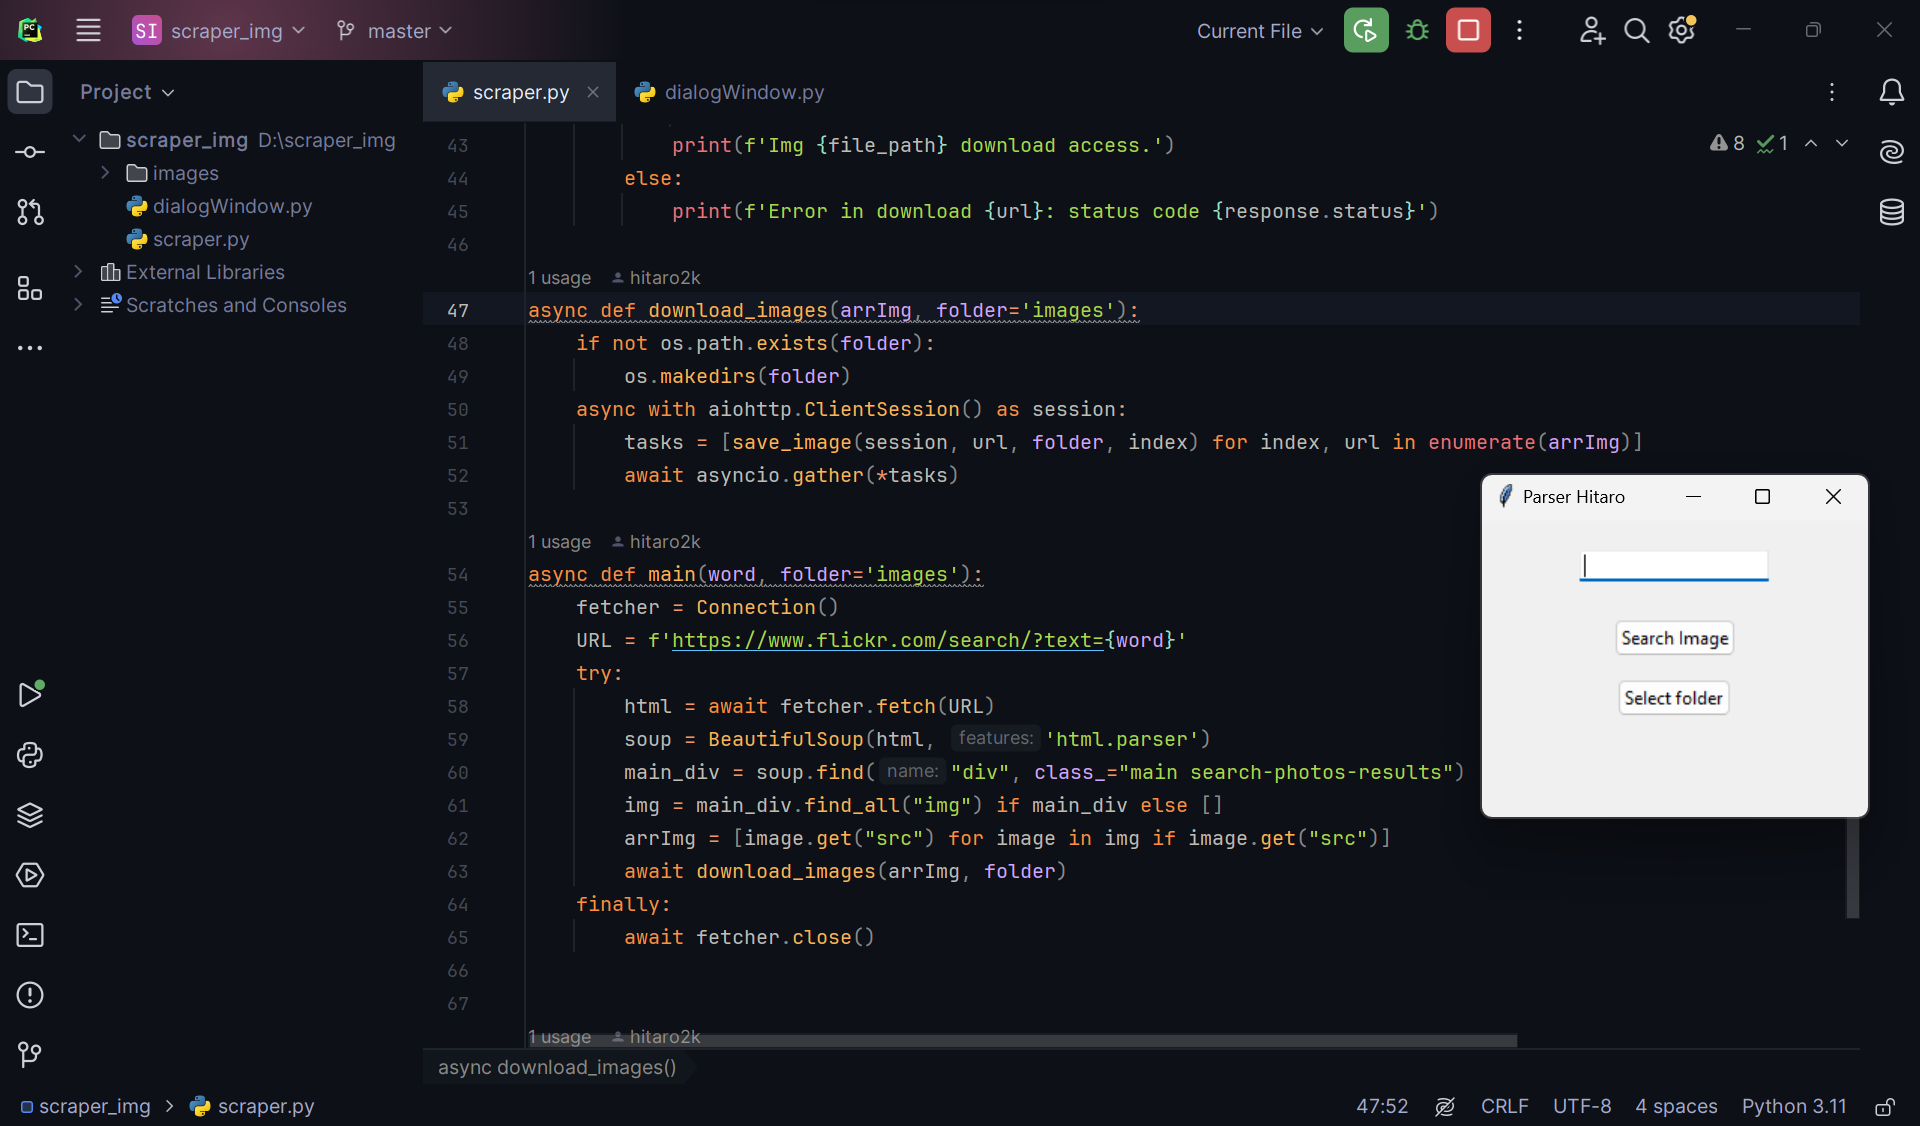 SI scraper_img master Current File
Project
scraper.py dialogWindow.py
scraper_img D:\scraper_img
images
dialogWindow.py
scraper.py
External Libraries
Scratches and Consoles
8 1
43 print(f'Img {file_path} download access.')
44 else:
45 print(f'Error in download {url}: status code {response.status}')
46
1 usage hitaro2k
47 async def download_images(arrImg, folder='images'):
48 if not os.path.exists(folder):
49 os.makedirs(folder)
50 async with aiohttp.ClientSession() as session:
51 tasks = [save_image(session, url, folder, index) for index, url in enumerate(arrImg)]
52 await asyncio.gather(*tasks)
53
1 usage hitaro2k
54 async def main(word, folder='images'):
55 fetcher = Connection()
56 URL = f'https://www.flickr.com/search/?text={word}'
57 try:
58 html = await fetcher.fetch(URL)
59 soup = BeautifulSoup(html, features: 'html.parser')
60 main_div = soup.find( name: "div", class_="main search-photos-results")
61 img = main_div.find_all("img") if main_div else []
62 arrImg = [image.get("src") for image in img if image.get("src")]
63 await download_images(arrImg, folder)
64 finally:
65 await fetcher.close()
66
67
1 usage hitaro2k
Parser Hitaro
Search Image
Select folder
async download_images()
scraper_img scraper.py
47:52 CRLF UTF-8 4 spaces Python 3.11